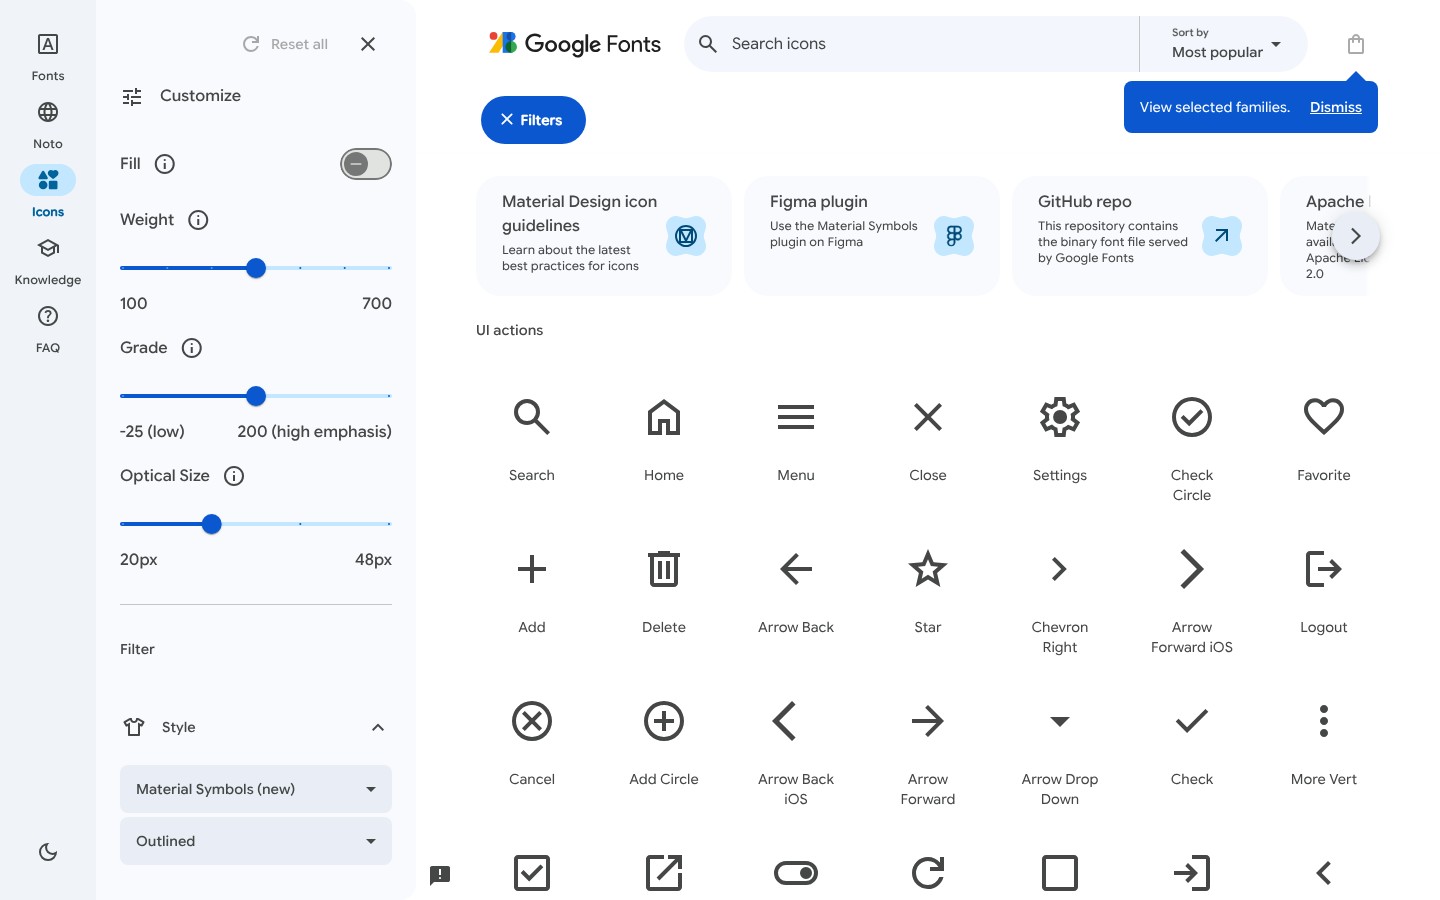 Fonts
Noto
Icons
Knowledge
FAQ
Reset all
Customize
Fill
Weight
100 700
Grade
-25 (low) 200 (high emphasis)
Optical Size
20px 48px
Filter
Style
Material Symbols (new)
Outlined
Google Fonts
Search icons
Sort by
Most popular
View selected families. Dismiss
Filters
Material Design icon
guidelines
Learn about the latest
best practices for icons
Figma plugin
Use the Material Symbols
plugin on Figma
GitHub repo
This repository contains
the binary font file served
by Google Fonts
Apache
Apache
2.0
UI actions
Search
Home
Menu
Close
Settings
Check
Circle
Favorite
Add
Delete
Arrow Back
Star
Chevron
Right
Arrow
Forward iOS
Logout
Cancel
Add Circle
Arrow Back
iOS
Arrow
Forward
Arrow Drop
Down
Check
More Vert